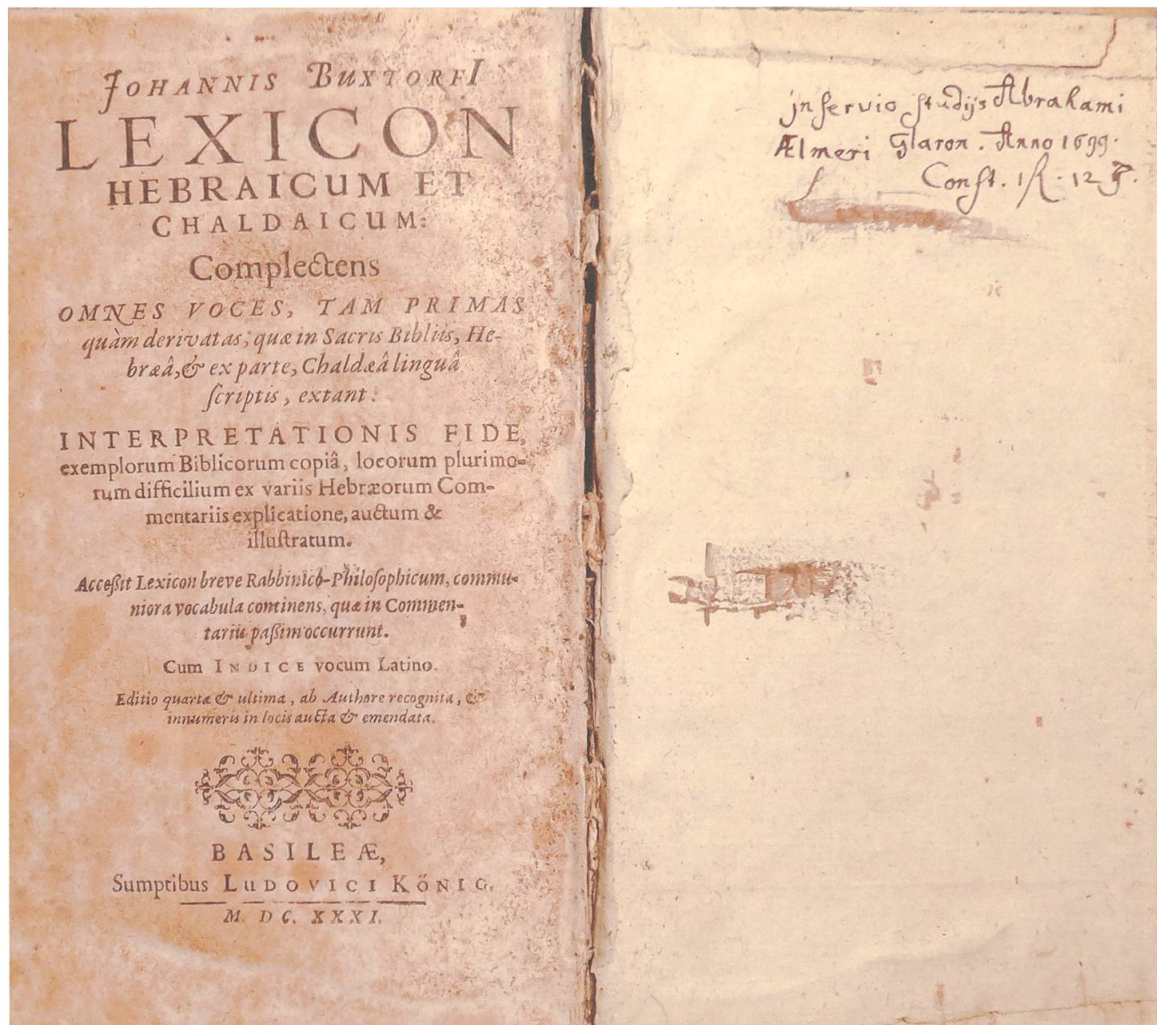 JOHANNIS BUXTORFI
LEXICON
HEBRAICUM ET
CHALDAICUM:
Complectens
OMNES VOCES, TAM PRIMAS
quàm derivatas, quæ in Sacris Bibliis, He-
bræâ, & ex parte, Chaldæâ linguâ
ſcriptis, extant:
INTERPRETATIONIS FIDE,
exemplorum Biblicorum copiâ, locorum plurimo-
rum difficilium ex variis Hebræorum Com-
mentariis explicatione, auctum &
illuſtratum.
Acceßit Lexicon breve Rabbinico-Philoſophicum, commu-
niora vocabula continens, quæ in Commen-
tariis paßim occurrunt.
Cum INDICE vocum Latino.
Editio quarta & ultima, ab Authore recognita, &
innumeris in locis aucta & emendata.
BASILEÆ,
Sumptibus LUDOVICI KÖNIG.
M. DC. XXXI.
Jnſervio ſtudijs Abrahami
Ælmeri Glaron. Anno 1699.
Conſt. 1 R. 12